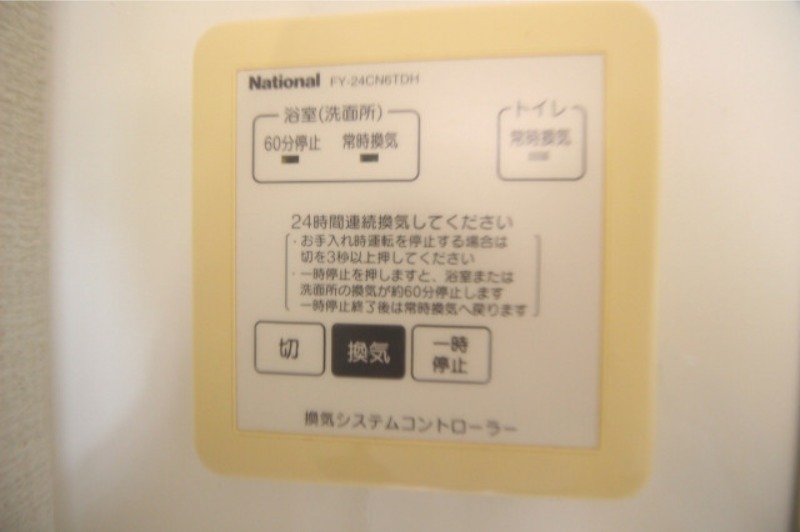 National FY-24CN6TDH
浴室(洗面所)
60分停止 常時換気
トイレ
常時換気
24時間連続換気してください
・お手入れ時運転を停止する場合は
切を3秒以上押してください
・一時停止を押しますと、浴室または
洗面所の換気が約60分停止します
一時停止終了後は常時換気へ戻ります
切
換気
一時
停止
換気システムコントローラー